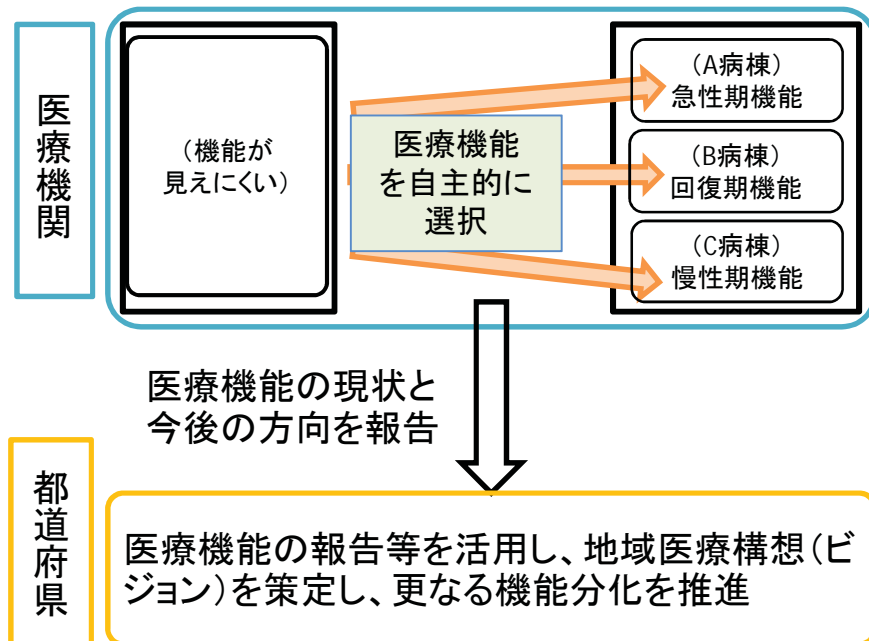 医療機関
（機能が
見えにくい）
医療機能
を自主的に
選択
（A病棟）
急性期機能
（B病棟）
回復期機能
（C病棟）
慢性期機能
医療機能の現状と
今後の方向を報告
都道府県
医療機能の報告等を活用し、地域医療構想（ビ
ジョン）を策定し、更なる機能分化を推進